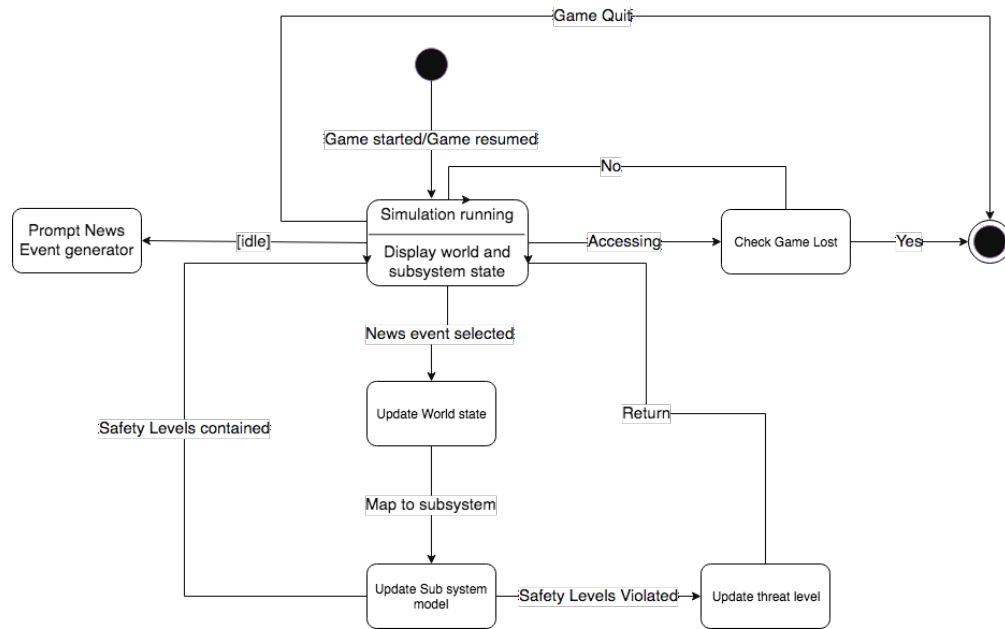 Game Quit
Game started/Game resumed
No
Simulation running
Prompt News
Event generator
[idle]
Display world and
subsystem state
Accessing
Check Game Lost
Yes
News event selected
Update World state
Safety Levels contained
Return
Map to subsystem
Update Sub system
model
Safety Levels Violated
Update threat level